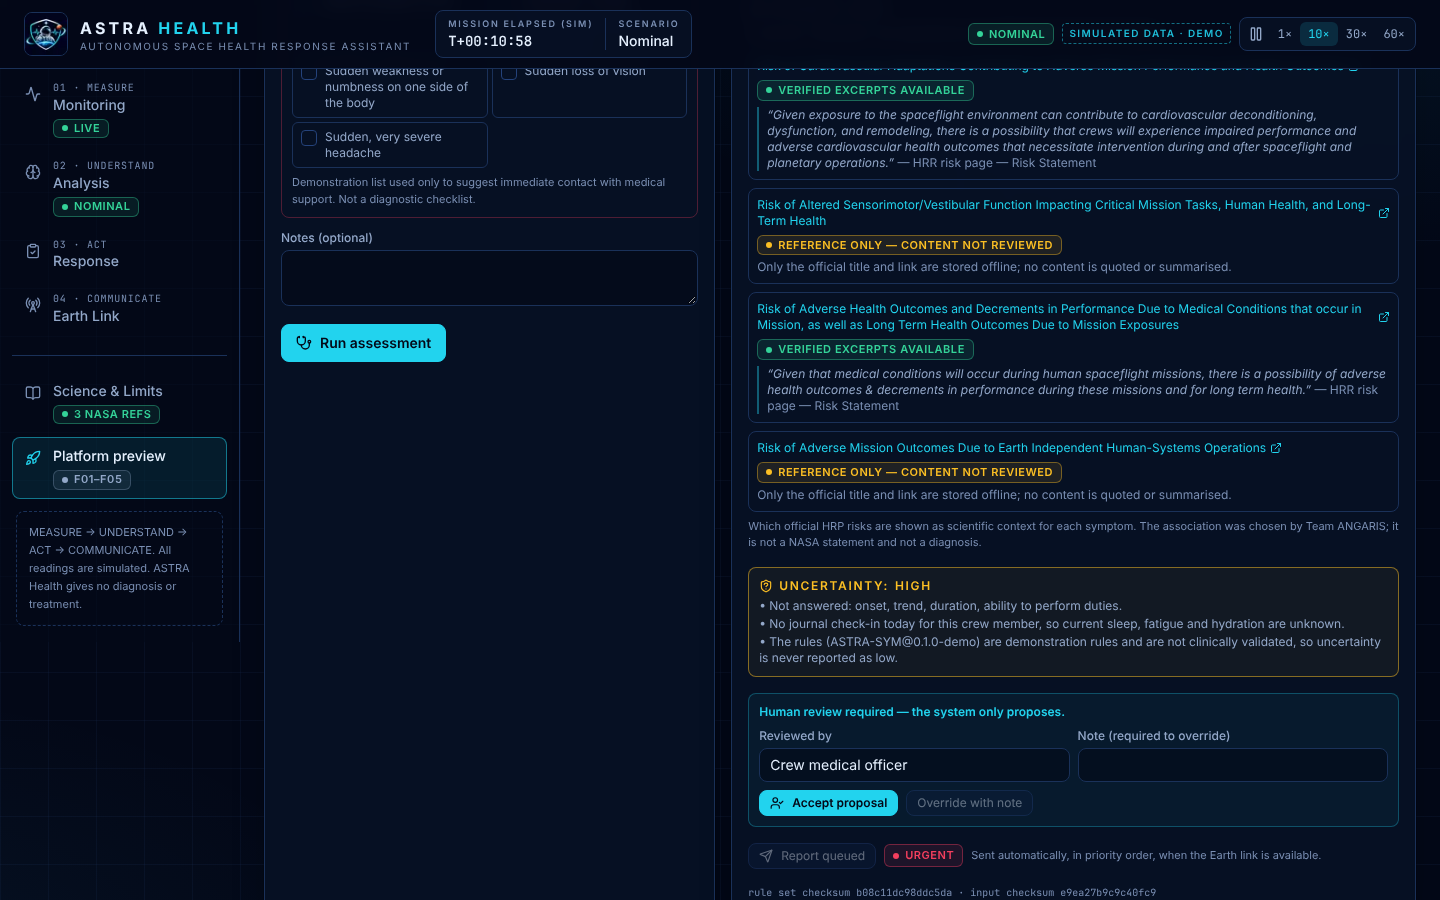 ASTRA HEALTH
AUTONOMOUS SPACE HEALTH RESPONSE ASSISTANT
MISSION ELAPSED (SIM)
T+00:10:58
SCENARIO
Nominal
NOMINAL
SIMULATED DATA · DEMO
1×
10×
30×
60×
01 · MEASURE
Monitoring
LIVE
02 · UNDERSTAND
Analysis
NOMINAL
03 · ACT
Response
04 · COMMUNICATE
Earth Link
Science & Limits
3 NASA REFS
Platform preview
F01–F05
MEASURE → UNDERSTAND →
ACT → COMMUNICATE. All
readings are simulated. ASTRA
Health gives no diagnosis or
treatment.
Sudden weakness or
numbness on one side of
the body
Sudden loss of vision
Sudden, very severe
headache
Demonstration list used only to suggest immediate contact with medical
support. Not a diagnostic checklist.
Notes (optional)
Run assessment
Risk of Cardiovascular Adaptations Contributing to Adverse Mission Performance and Health Outcomes
VERIFIED EXCERPTS AVAILABLE
“Given exposure to the spaceflight environment can contribute to cardiovascular deconditioning,
dysfunction, and remodeling, there is a possibility that crews will experience impaired performance and
adverse cardiovascular health outcomes that necessitate intervention during and after spaceflight and
planetary operations.” — HRR risk page — Risk Statement
Risk of Altered Sensorimotor/Vestibular Function Impacting Critical Mission Tasks, Human Health, and Long-
Term Health
REFERENCE ONLY — CONTENT NOT REVIEWED
Only the official title and link are stored offline; no content is quoted or summarised.
Risk of Adverse Health Outcomes and Decrements in Performance Due to Medical Conditions that occur in
Mission, as well as Long Term Health Outcomes Due to Mission Exposures
VERIFIED EXCERPTS AVAILABLE
“Given that medical conditions will occur during human spaceflight missions, there is a possibility of adverse
health outcomes & decrements in performance during these missions and for long term health.” — HRR risk
page — Risk Statement
Risk of Adverse Mission Outcomes Due to Earth Independent Human-Systems Operations
REFERENCE ONLY — CONTENT NOT REVIEWED
Only the official title and link are stored offline; no content is quoted or summarised.
Which official HRP risks are shown as scientific context for each symptom. The association was chosen by Team ANGARIS; it
is not a NASA statement and not a diagnosis.
UNCERTAINTY: HIGH
• Not answered: onset, trend, duration, ability to perform duties.
• No journal check-in today for this crew member, so current sleep, fatigue and hydration are unknown.
• The rules (ASTRA-SYM@0.1.0-demo) are demonstration rules and are not clinically validated, so uncertainty
is never reported as low.
Human review required — the system only proposes.
Reviewed by
Note (required to override)
Crew medical officer
Accept proposal
Override with note
Report queued
URGENT
Sent automatically, in priority order, when the Earth link is available.
rule set checksum b08c11dc98ddc5da · input checksum e9ea27b9c9c40fc9